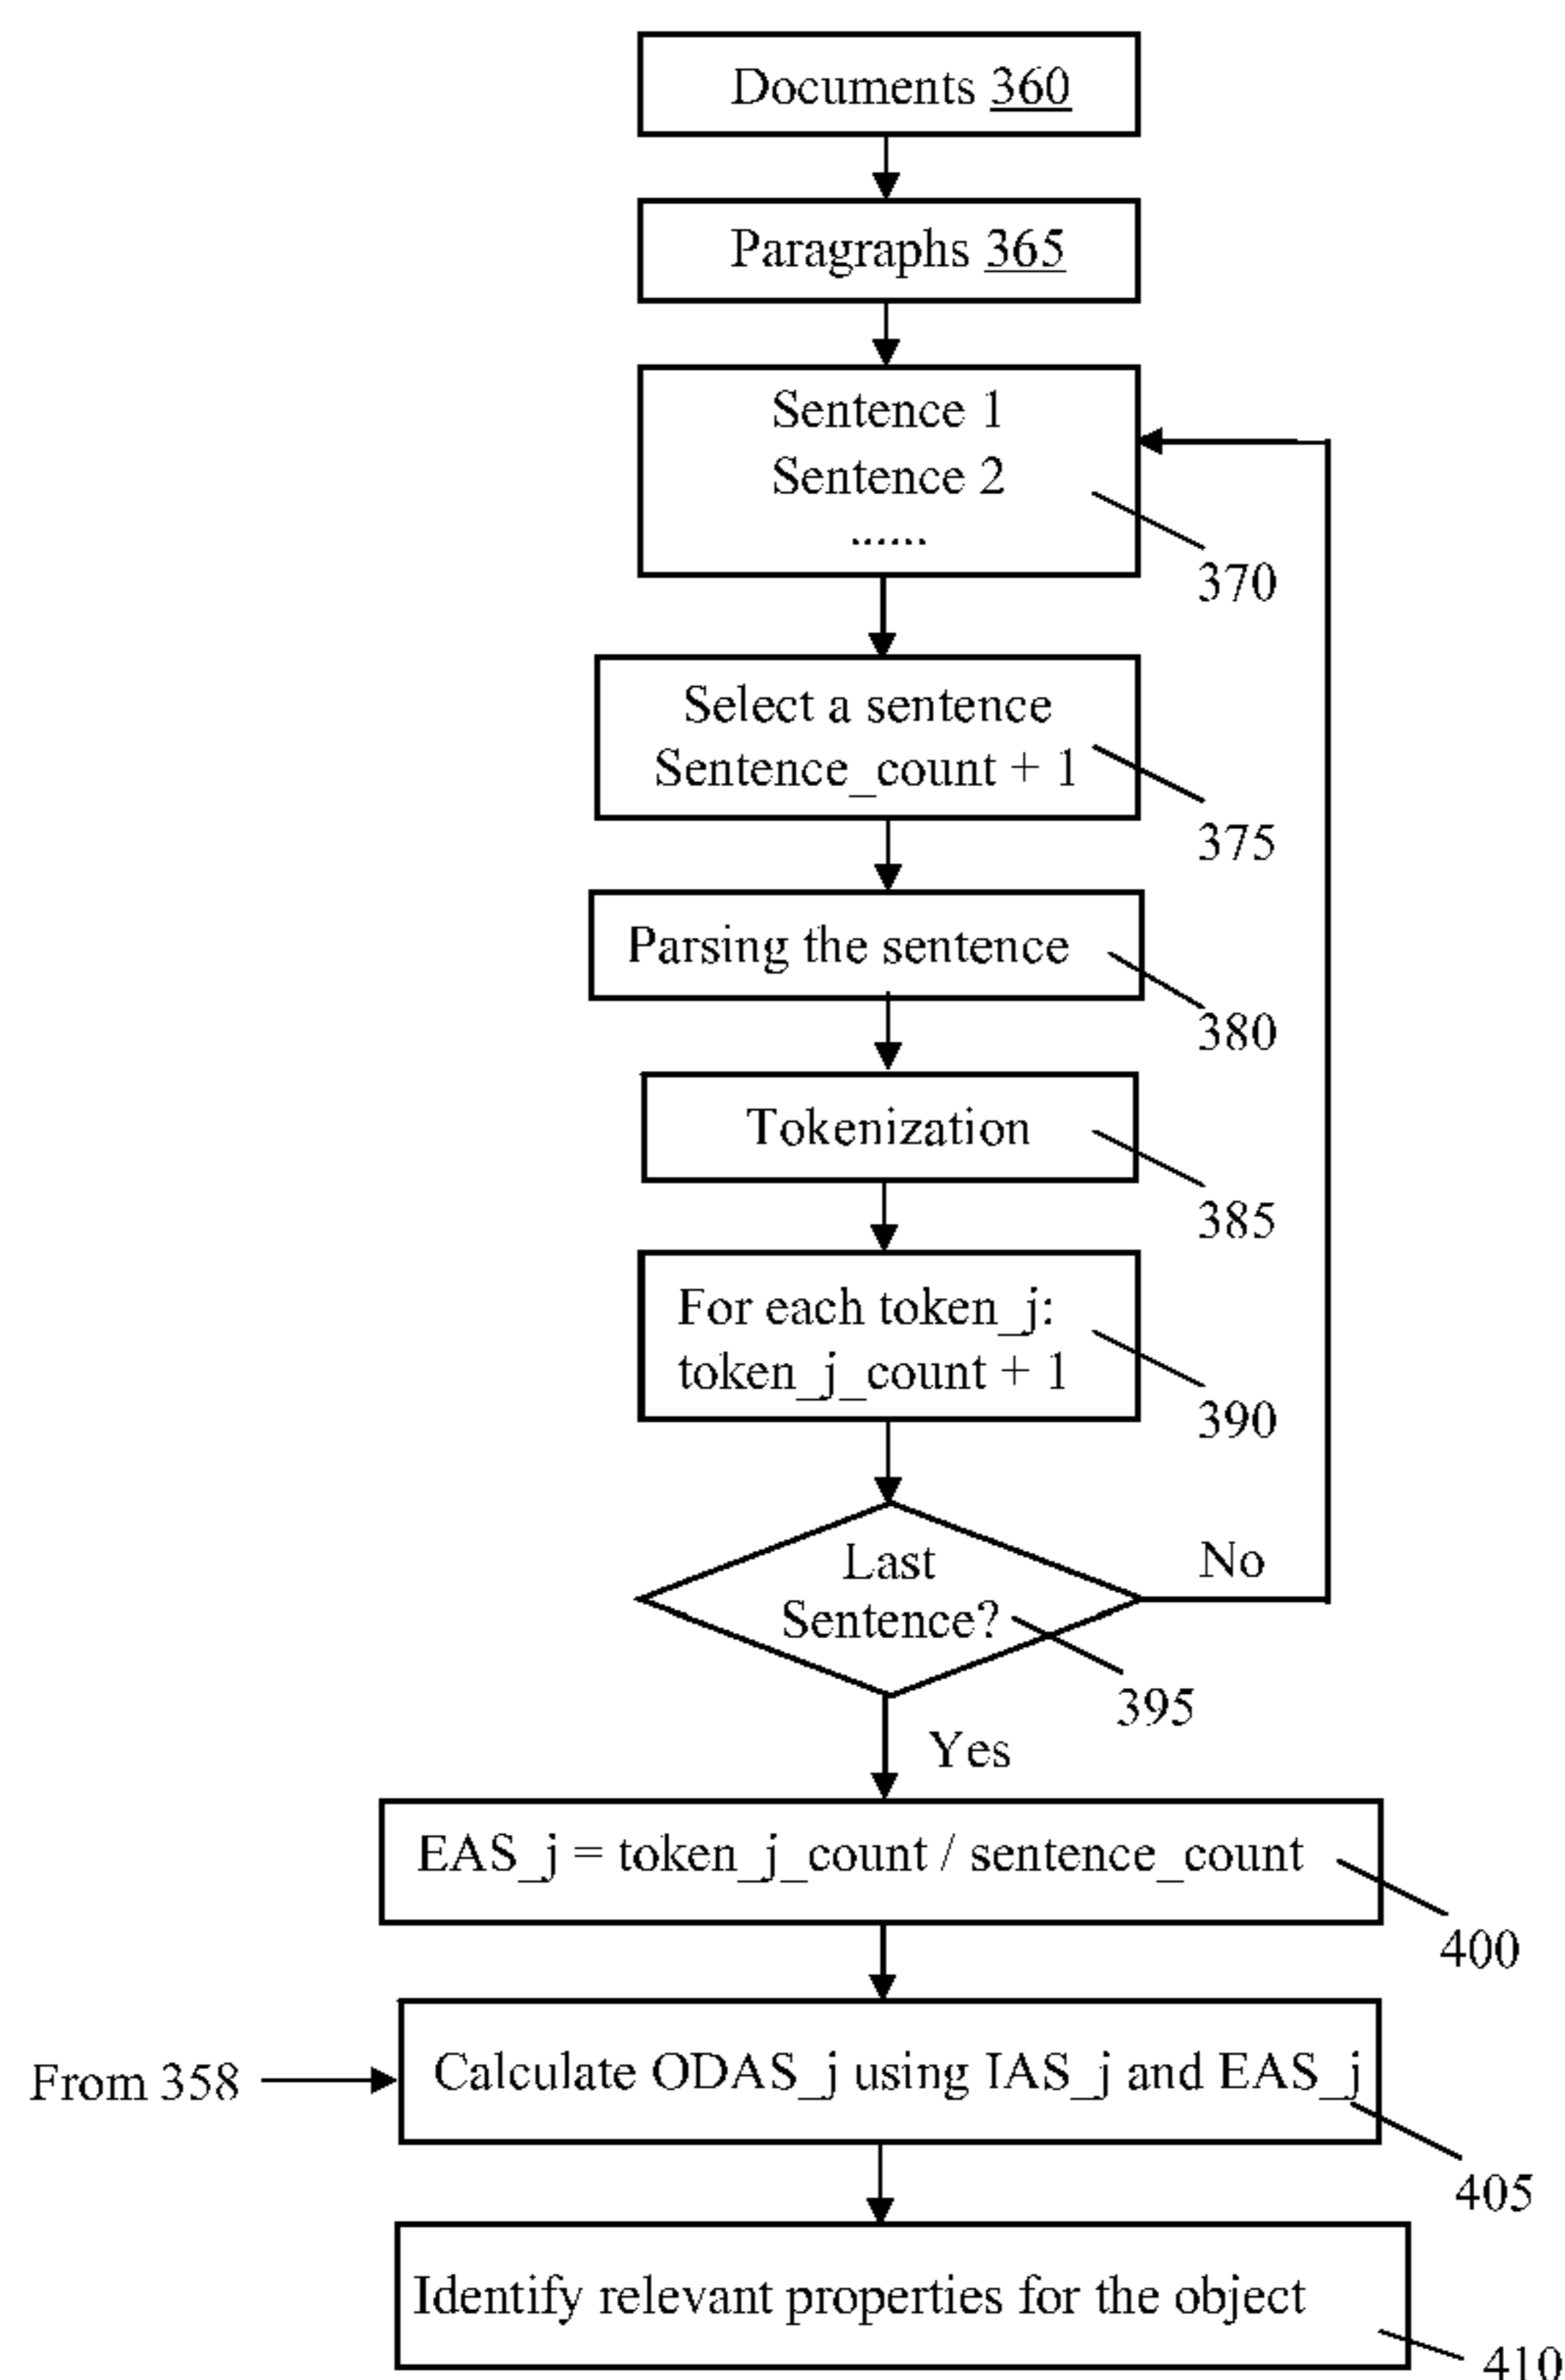 Documents 360
Paragraphs 365
Sentence 1
Sentence 2
......
370
Select a sentence
Sentence_count + 1
375
Parsing the sentence
380
Tokenization
385
For each token_j:
token_j_count + 1
390
Last
Sentence?
No
395
Yes
EAS_j = token_j_count / sentence_count
400
From 358
Calculate ODAS_j using IAS_j and EAS_j
405
Identify relevant properties for the object
410